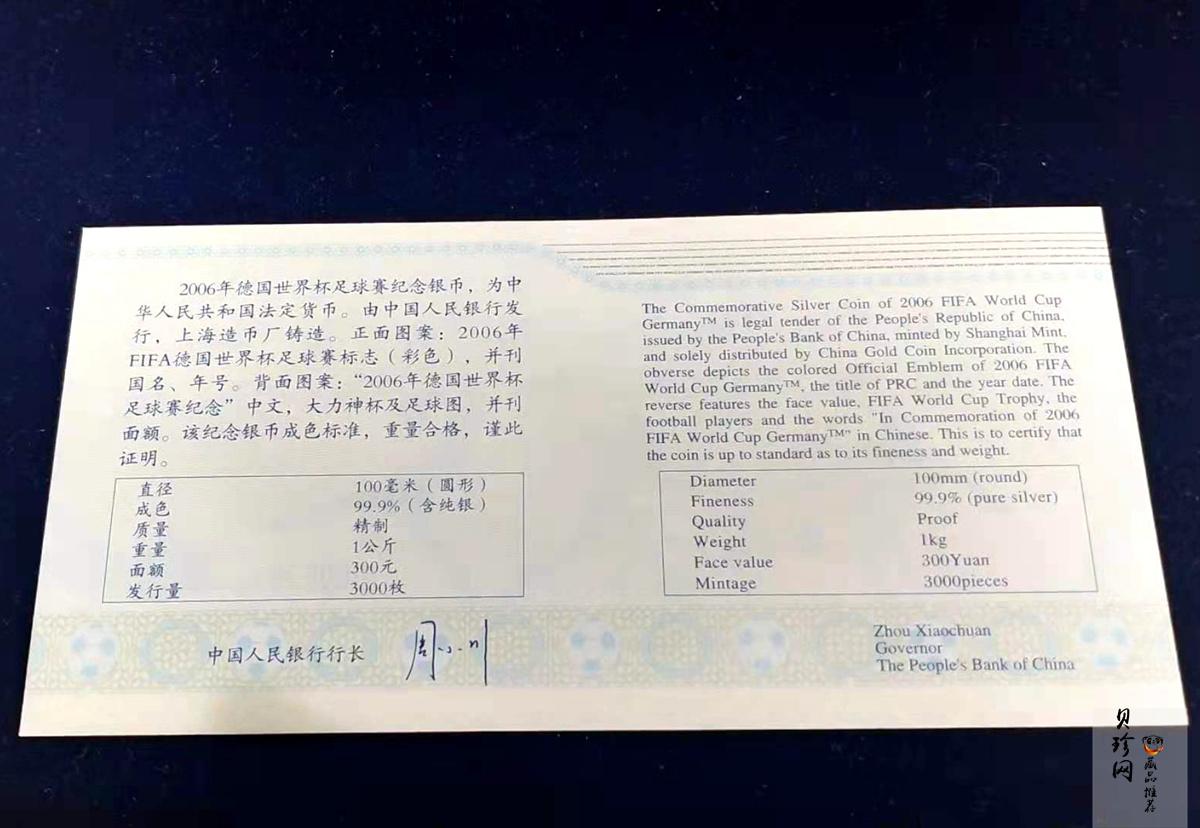 2006年德国世界杯足球赛纪念银币，为中
华人民共和国法定货币。由中国人民银行发
行，上海造币厂铸造。正面图案：2006年
FIFA德国世界杯足球赛标志（彩色），并刊
国名、年号。背面图案：“2006年德国世界杯
足球赛纪念”中文，大力神杯及足球图，并刊
面额。该纪念银币成色标准，重量合格，谨此
证明。
直径 100毫米（圆形）
成色 99.9%（含纯银）
质量 精制
重量 1公斤
面额 300元
发行量 3000枚
中国人民银行行长 周小川
The Commemorative Silver Coin of 2006 FIFA World Cup
Germany™ is legal tender of the People's Republic of China,
issued by the People's Bank of China, minted by Shanghai Mint,
and solely distributed by China Gold Coin Incorporation. The
obverse depicts the colored Official Emblem of 2006 FIFA
World Cup Germany™, the title of PRC and the year date. The
reverse features the face value, FIFA World Cup Trophy, the
football players and the words "In Commemoration of 2006
FIFA World Cup Germany™" in Chinese. This is to certify that
the coin is up to standard as to its fineness and weight.
Diameter 100mm (round)
Fineness 99.9% (pure silver)
Quality Proof
Weight 1kg
Face value 300Yuan
Mintage 3000pieces
Zhou Xiaochuan
Governor
The People's Bank of China
贝珍网
藏品推荐